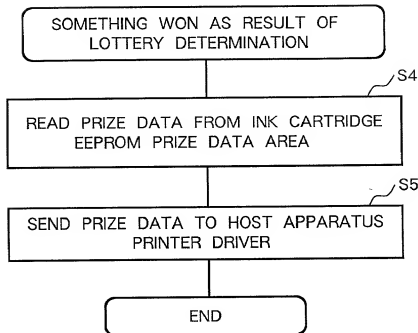 SOMETHING WON AS RESULT OF
LOTTERY DETERMINATION
S4
READ PRIZE DATA FROM INK CARTRIDGE
EEPROM PRIZE DATA AREA
S5
SEND PRIZE DATA TO HOST APPARATUS
PRINTER DRIVER
END